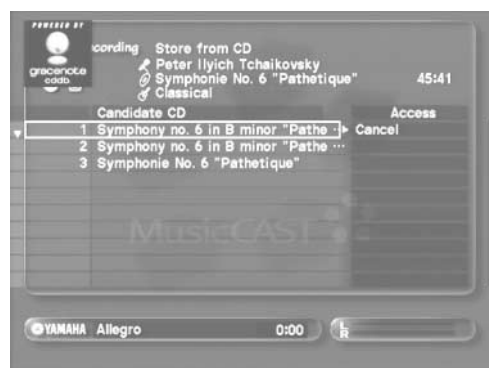 POWERED BY
gracenote
cddb
cording Store from CD
Peter Ilyich Tchaikovsky
Symphonie No. 6 "Pathetique" 45:41
Classical
Candidate CD Access
1 Symphony no. 6 in B minor "Pathe ··· Cancel
2 Symphony no. 6 in B minor "Pathe ···
3 Symphonie No. 6 "Pathetique"
MusicCAST
YAMAHA Allegro 0:00 L
R